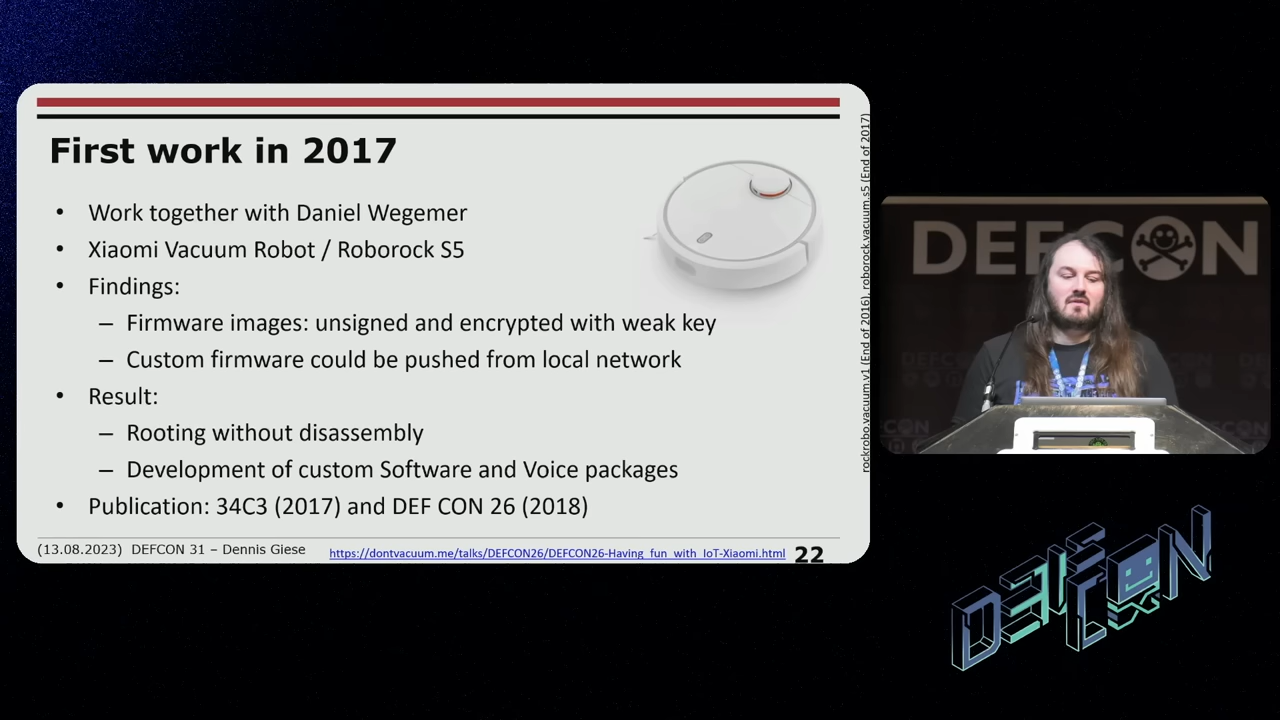 First work in 2017
• Work together with Daniel Wegemer
• Xiaomi Vacuum Robot / Roborock S5
• Findings:
– Firmware images: unsigned and encrypted with weak key
– Custom firmware could be pushed from local network
• Result:
– Rooting without disassembly
– Development of custom Software and Voice packages
• Publication: 34C3 (2017) and DEF CON 26 (2018)
(13.08.2023) DEFCON 31 – Dennis Giese
https://dontvacuum.me/talks/DEFCON26/DEFCON26-Having_fun_with_IoT-Xiaomi.html
22
rockrobo.vacuum.v1 (End of 2016), roborock.vacuum.s5 (End of 2017)
DEFCON
DEFCON
DEF CON